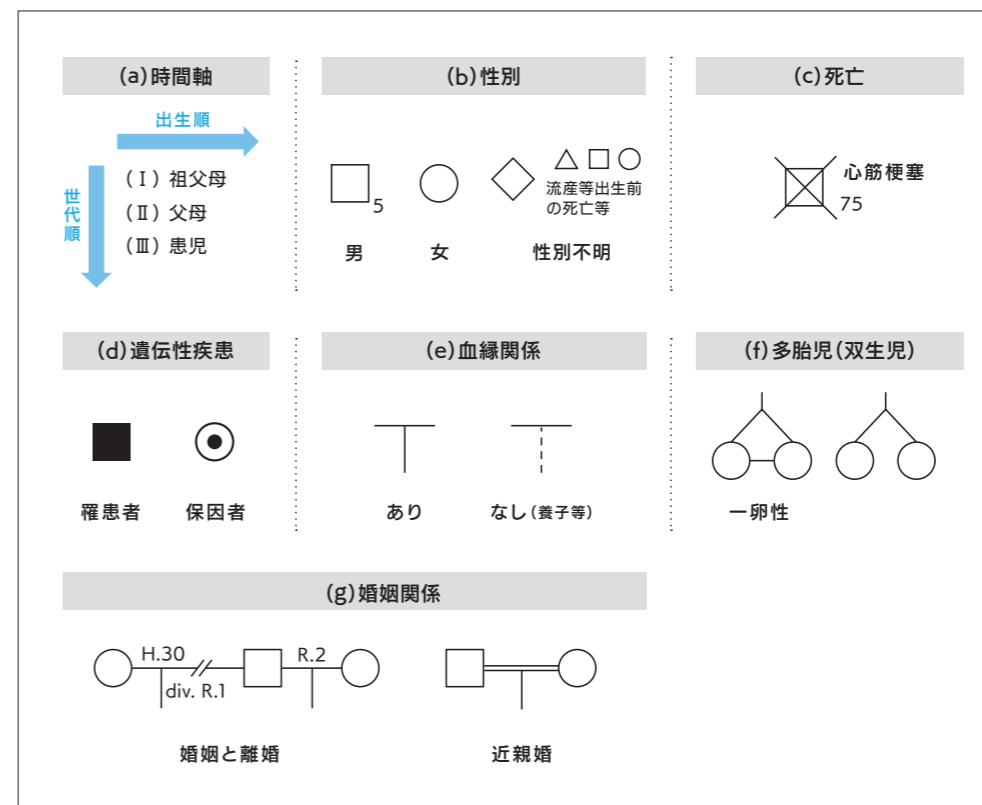 (a)時間軸
(b)性別
(c)死亡
出生順
世代順
(Ⅰ) 祖父母
(Ⅱ) 父母
(Ⅲ) 患児
5
流産等出生前
の死亡等
男
女
性別不明
心筋梗塞
75
(d)遺伝性疾患
(e)血縁関係
(f)多胎児(双生児)
罹患者
保因者
あり
なし(養子等)
一卵性
(g)婚姻関係
H.30
div. R.1
R.2
婚姻と離婚
近親婚